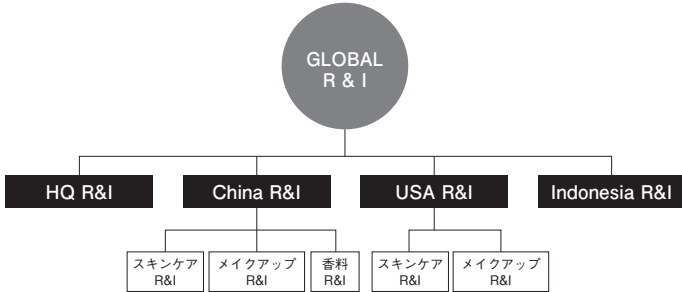 GLOBAL
R & I
HQ R&I
China R&I
USA R&I
Indonesia R&I
スキンケア
R&I
メイクアップ
R&I
香料
R&I
スキンケア
R&I
メイクアップ
R&I